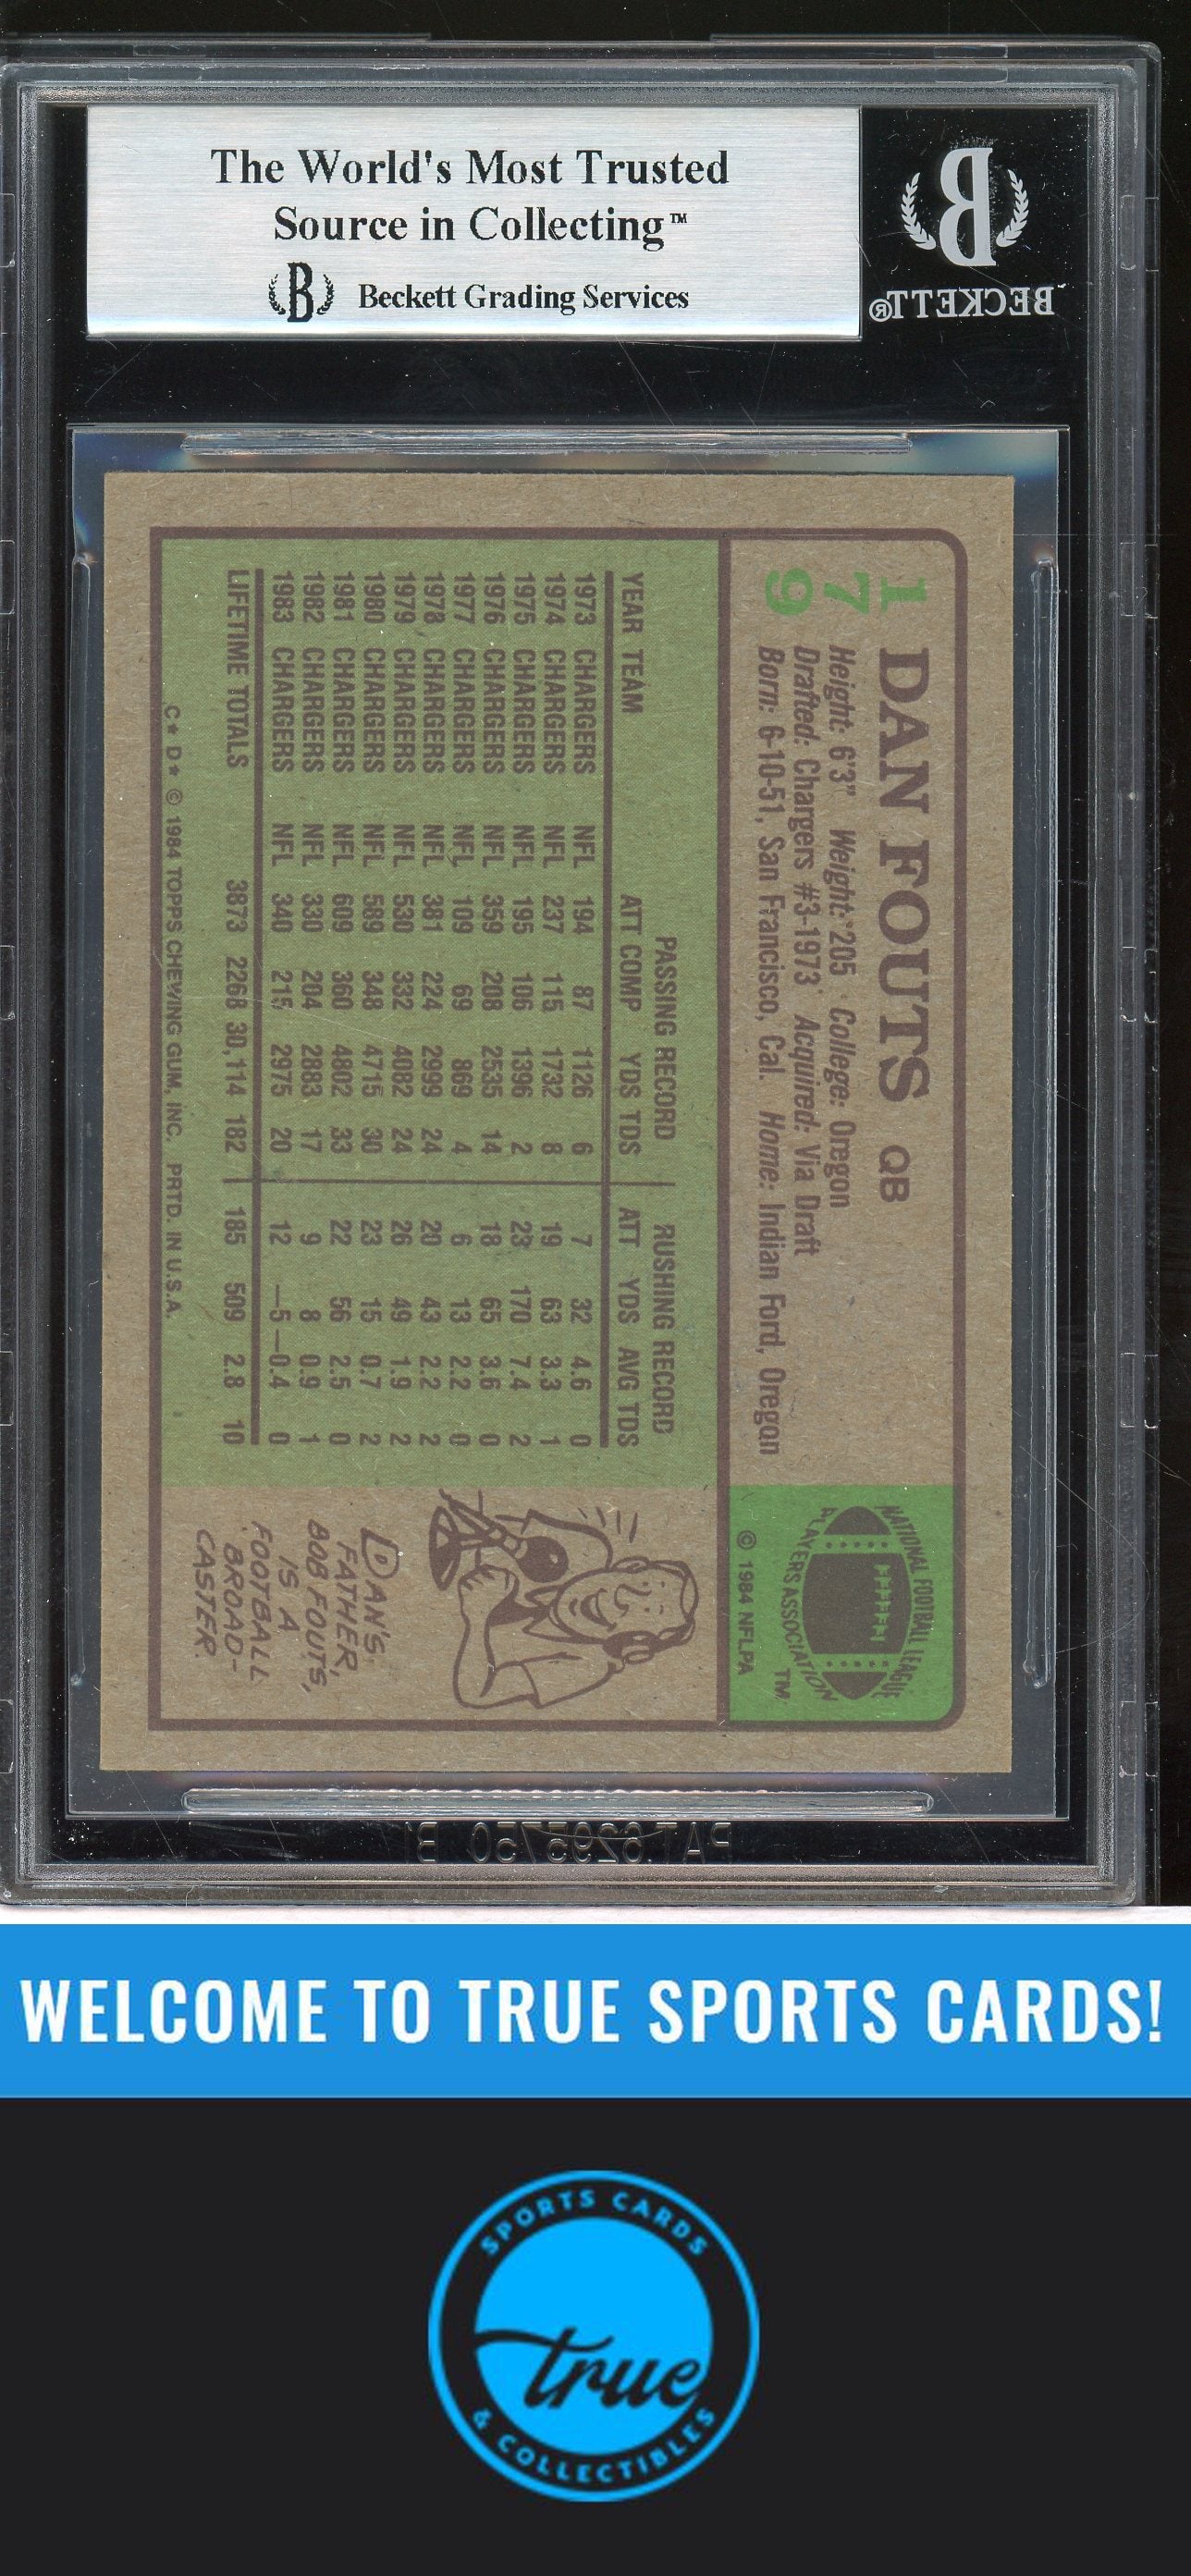 The World's Most Trusted
Source in Collecting™
B Beckett Grading Services
B
BECKETT®
179
DAN FOUTS QB
Height: 6'3" Weight: 205 College: Oregon
Drafted: Chargers #3-1973 Acquired: Via Draft
Born: 6-10-51, San Francisco, Cal. Home: Indian Ford, Oregon
NATIONAL FOOTBALL LEAGUE
PLAYERS ASSOCIATION
TM
© 1984 NFLPA
PASSING RECORD RUSHING RECORD
YEAR TEAM ATT COMP YDS TDS ATT YDS AVG TDS
1973 CHARGERS NFL 194 87 1126 6 7 32 4.6 0
1974 CHARGERS NFL 237 115 1732 8 19 63 3.3 1
1975 CHARGERS NFL 195 106 1396 2 23 170 7.4 2
1976 CHARGERS NFL 359 208 2535 14 18 65 3.6 0
1977 CHARGERS NFL 109 69 869 4 6 13 2.2 0
1978 CHARGERS NFL 381 224 2999 24 20 43 2.2 2
1979 CHARGERS NFL 530 332 4082 24 26 49 1.9 2
1980 CHARGERS NFL 589 348 4715 30 23 15 0.7 2
1981 CHARGERS NFL 609 360 4802 33 22 56 2.5 0
1982 CHARGERS NFL 330 204 2883 17 9 8 0.9 1
1983 CHARGERS NFL 340 215 2975 20 12 —5 —0.4 0
LIFETIME TOTALS 3873 2268 30,114 182 185 509 2.8 10
C* D* © 1984 TOPPS CHEWING GUM, INC. PRTD. IN U.S.A.
DAN'S
FATHER,
BOB FOUTS,
IS A
FOOTBALL
BROAD-
CASTER.
PAT.6295750 B1
WELCOME TO TRUE SPORTS CARDS!
SPORTS CARDS
true
& COLLECTIBLES